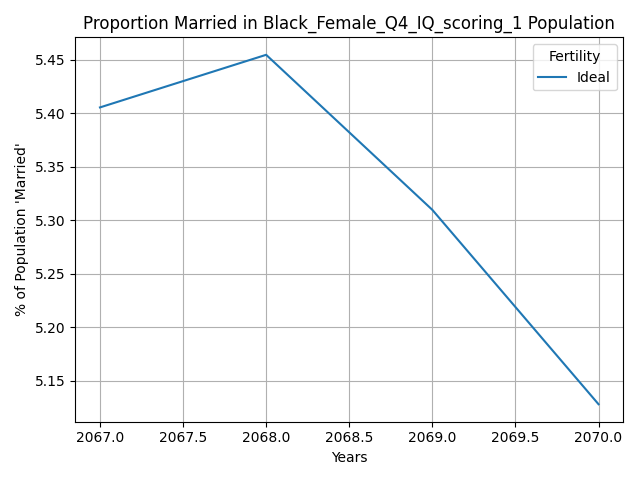 Proportion Married in Black_Female_Q4_IQ_scoring_1 Population
Fertility
Ideal
% of Population 'Married'
5.45
5.40
5.35
5.30
5.25
5.20
5.15
2067.0 2067.5 2068.0 2068.5 2069.0 2069.5 2070.0
Years